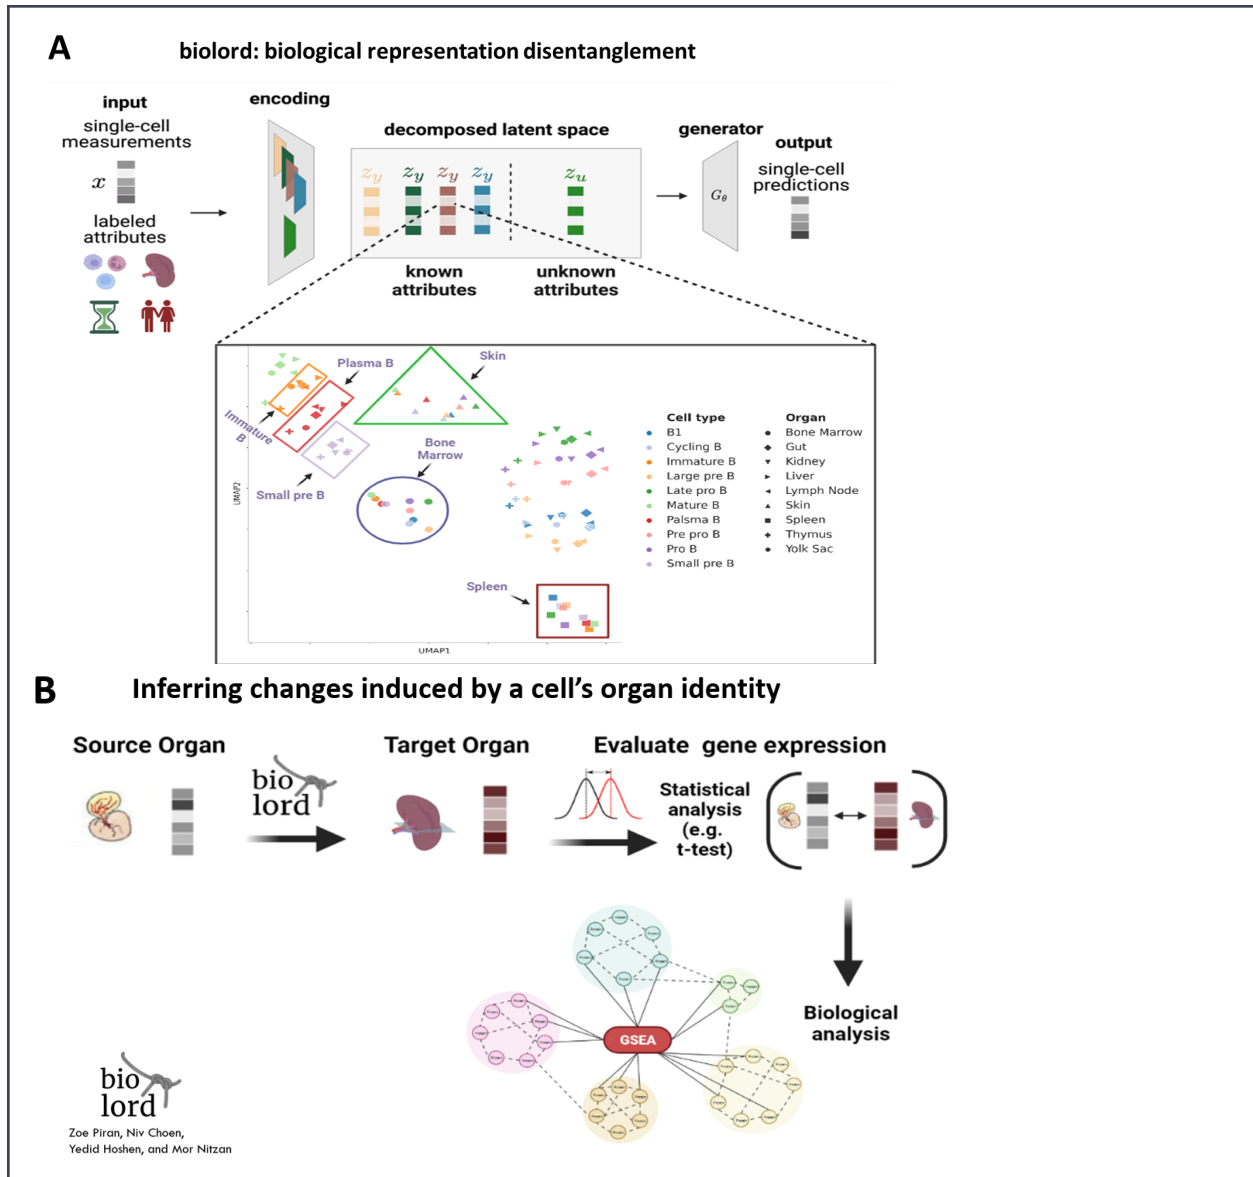 A
biolord: biological representation disentanglement
input
single-cell
measurements
x
labeled
attributes
encoding
decomposed latent space
z_y z_y z_y z_y z_u
known
attributes
unknown
attributes
generator
G_θ
output
single-cell
predictions
Plasma B
Skin
Immature
B
Small pre B
Bone
Marrow
Spleen
UMAP2
UMAP1
Cell type
B1
Cycling B
Immature B
Large pre B
Late pro B
Mature B
Palsma B
Pre pro B
Pro B
Small pre B
Organ
Bone Marrow
Gut
Kidney
Liver
Lymph Node
Skin
Spleen
Thymus
Yolk Sac
B
Inferring changes induced by a cell's organ identity
Source Organ
bio
lord
Target Organ
Evaluate gene expression
Statistical
analysis
(e.g.
t-test)
GSEA
Biological
analysis
bio
lord
Zoe Piran, Niv Choen,
Yedid Hoshen, and Mor Nitzan